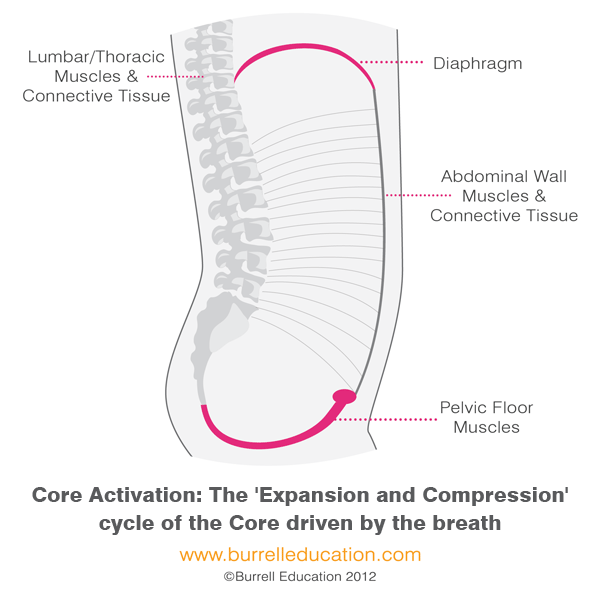 Lumbar/Thoracic
Muscles &
Connective Tissue
Diaphragm
Abdominal Wall
Muscles &
Connective Tissue
Pelvic Floor
Muscles
Core Activation: The 'Expansion and Compression'
cycle of the Core driven by the breath
www.burrelleducation.com
©Burrell Education 2012